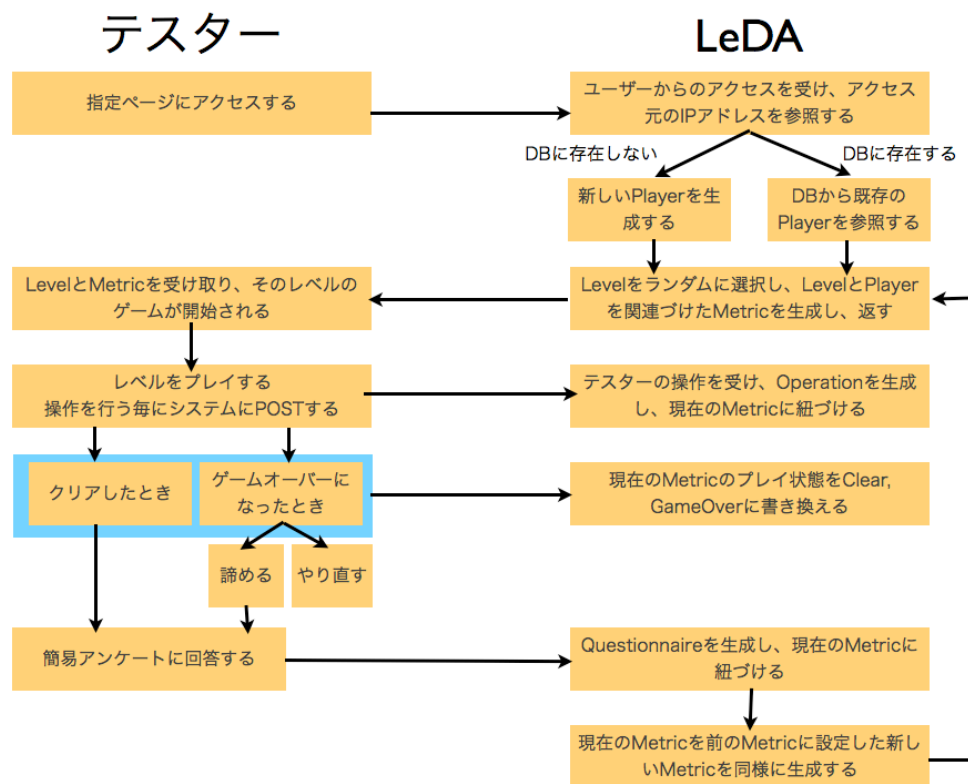 テスター
LeDA
指定ページにアクセスする
ユーザーからのアクセスを受け、アクセス
元のIPアドレスを参照する
DBに存在しない
DBに存在する
新しいPlayerを生
成する
DBから既存の
Playerを参照する
LevelとMetricを受け取り、そのレベルの
ゲームが開始される
Levelをランダムに選択し、LevelとPlayer
を関連づけたMetricを生成し、返す
レベルをプレイする
操作を行う毎にシステムにPOSTする
テスターの操作を受け、Operationを生成
し、現在のMetricに紐づける
クリアしたとき
ゲームオーバーに
なったとき
現在のMetricのプレイ状態をClear,
GameOverに書き換える
諦める
やり直す
簡易アンケートに回答する
Questionnaireを生成し、現在のMetricに
紐づける
現在のMetricを前のMetricに設定した新し
いMetricを同様に生成する